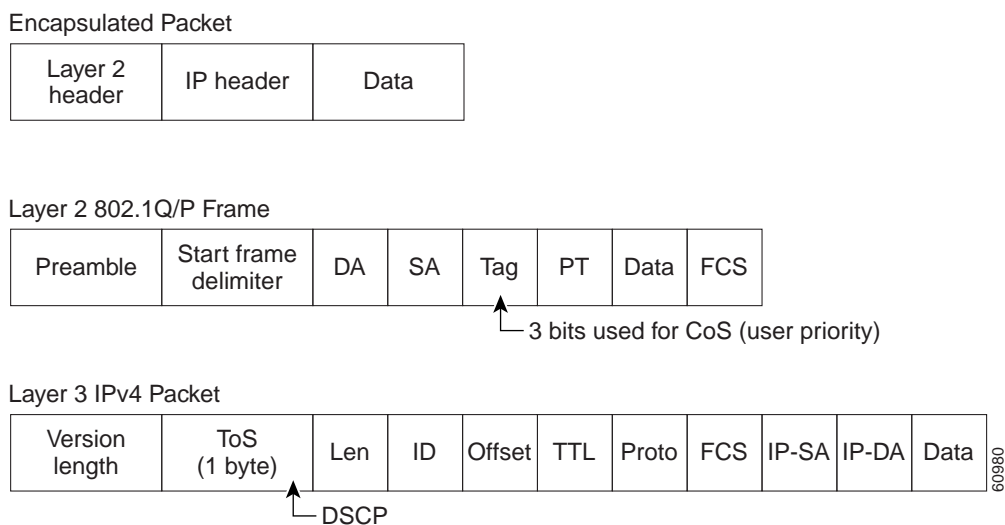 Encapsulated Packet
Layer 2
header
IP header
Data
Layer 2 802.1Q/P Frame
Preamble
Start frame
delimiter
DA
SA
Tag
PT
Data
FCS
3 bits used for CoS (user priority)
Layer 3 IPv4 Packet
Version
length
ToS
(1 byte)
Len
ID
Offset
TTL
Proto
FCS
IP-SA
IP-DA
Data
DSCP
60980